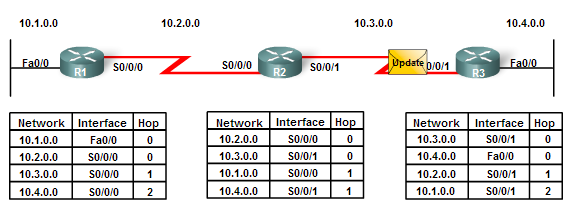 10.1.0.0 10.2.0.0 10.3.0.0 10.4.0.0
Fa0/0 R1 S0/0/0 S0/0/0 R2 S0/0/1 Update 0/0/1 R3 Fa0/0
Network Interface Hop
10.1.0.0 Fa0/0 0
10.2.0.0 S0/0/0 0
10.3.0.0 S0/0/0 1
10.4.0.0 S0/0/0 2
Network Interface Hop
10.2.0.0 S0/0/0 0
10.3.0.0 S0/0/1 0
10.1.0.0 S0/0/0 1
10.4.0.0 S0/0/1 1
Network Interface Hop
10.3.0.0 S0/0/1 0
10.4.0.0 Fa0/0 0
10.2.0.0 S0/0/1 1
10.1.0.0 S0/0/1 2